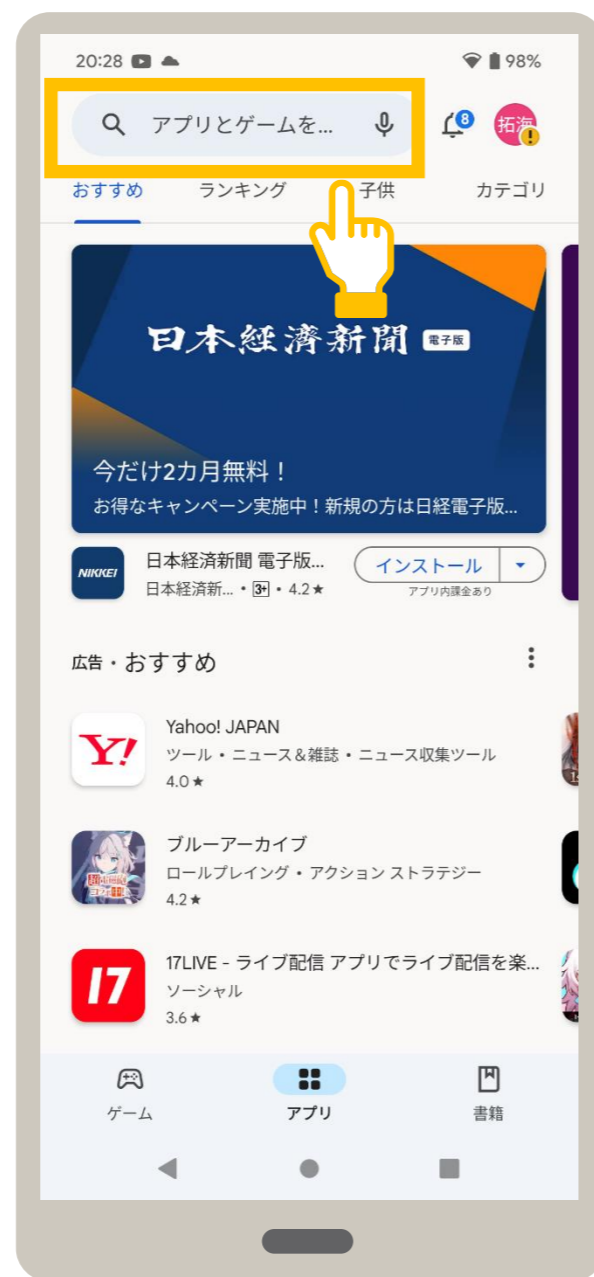 20:28 98%
アプリとゲームを... 8 拓海
おすすめ ランキング 子供 カテゴリ
日本経済新聞 電子版
今だけ2カ月無料！
お得なキャンペーン実施中！新規の方は日経電子版...
NIKKEI 日本経済新聞 電子版... インストール
日本経済新... • 3+ • 4.2★ アプリ内課金あり
広告・おすすめ
Y! Yahoo! JAPAN
ツール • ニュース＆雑誌 • ニュース収集ツール
4.0★
ブルーアーカイブ
ロールプレイング • アクション ストラテジー
4.2★
17 17LIVE - ライブ配信 アプリでライブ配信を楽...
ソーシャル
3.6★
ゲーム アプリ 書籍